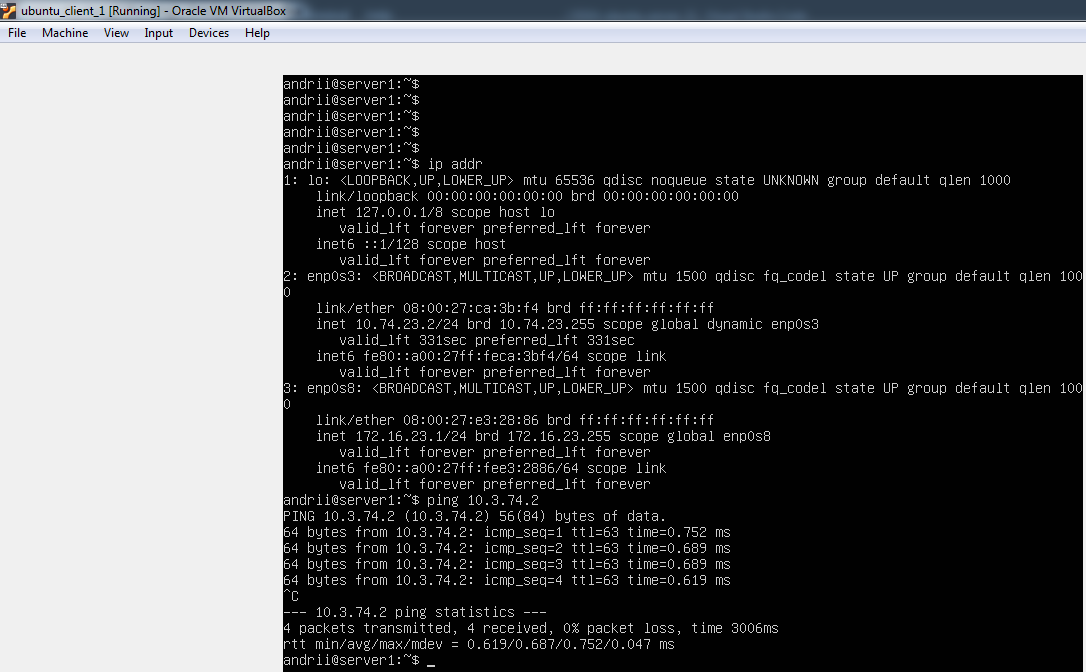 ubuntu_client_1 [Running] - Oracle VM VirtualBox
File Machine View Input Devices Help
andrii@server1:~$
andrii@server1:~$
andrii@server1:~$
andrii@server1:~$
andrii@server1:~$
andrii@server1:~$ ip addr
1: lo: <LOOPBACK,UP,LOWER_UP> mtu 65536 qdisc noqueue state UNKNOWN group default qlen 1000
    link/loopback 00:00:00:00:00:00 brd 00:00:00:00:00:00
    inet 127.0.0.1/8 scope host lo
       valid_lft forever preferred_lft forever
    inet6 ::1/128 scope host
       valid_lft forever preferred_lft forever
2: enp0s3: <BROADCAST,MULTICAST,UP,LOWER_UP> mtu 1500 qdisc fq_codel state UP group default qlen 100
0
    link/ether 08:00:27:ca:3b:f4 brd ff:ff:ff:ff:ff:ff
    inet 10.74.23.2/24 brd 10.74.23.255 scope global dynamic enp0s3
       valid_lft 331sec preferred_lft 331sec
    inet6 fe80::a00:27ff:feca:3bf4/64 scope link
       valid_lft forever preferred_lft forever
3: enp0s8: <BROADCAST,MULTICAST,UP,LOWER_UP> mtu 1500 qdisc fq_codel state UP group default qlen 100
0
    link/ether 08:00:27:e3:28:86 brd ff:ff:ff:ff:ff:ff
    inet 172.16.23.1/24 brd 172.16.23.255 scope global enp0s8
       valid_lft forever preferred_lft forever
    inet6 fe80::a00:27ff:fee3:2886/64 scope link
       valid_lft forever preferred_lft forever
andrii@server1:~$ ping 10.3.74.2
PING 10.3.74.2 (10.3.74.2) 56(84) bytes of data.
64 bytes from 10.3.74.2: icmp_seq=1 ttl=63 time=0.752 ms
64 bytes from 10.3.74.2: icmp_seq=2 ttl=63 time=0.689 ms
64 bytes from 10.3.74.2: icmp_seq=3 ttl=63 time=0.689 ms
64 bytes from 10.3.74.2: icmp_seq=4 ttl=63 time=0.619 ms
^C
--- 10.3.74.2 ping statistics ---
4 packets transmitted, 4 received, 0% packet loss, time 3006ms
rtt min/avg/max/mdev = 0.619/0.687/0.752/0.047 ms
andrii@server1:~$ _